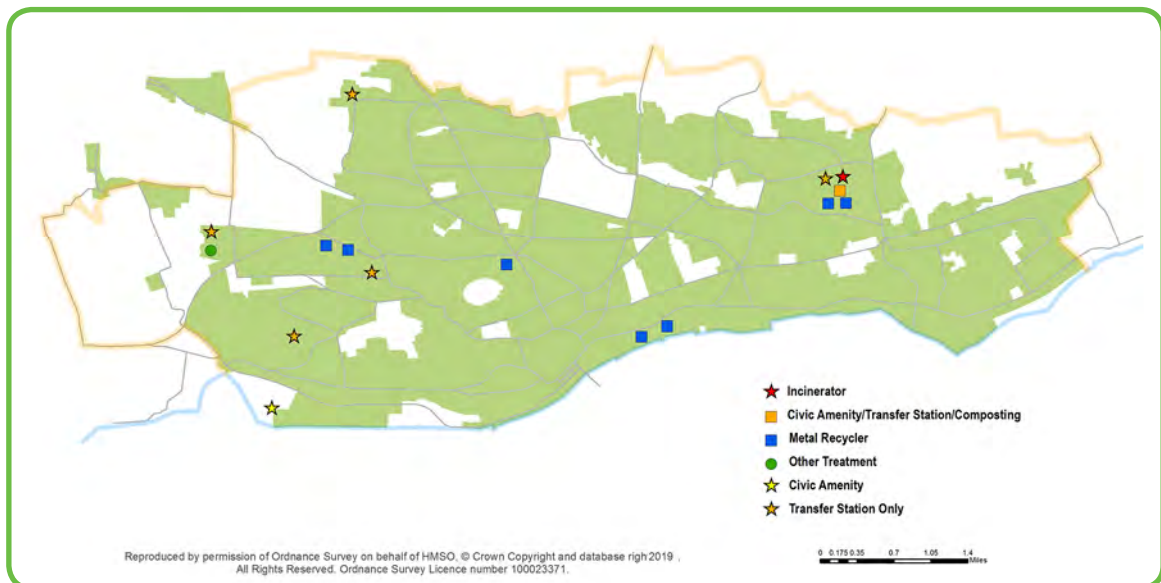 Incinerator
Civic Amenity/Transfer Station/Composting
Metal Recycler
Other Treatment
Civic Amenity
Transfer Station Only
Reproduced by permission of Ordnance Survey on behalf of HMSO, © Crown Copyright and database righ 2019 .
All Rights Reserved. Ordnance Survey Licence number 100023371.
0 0.175 0.35 0.7 1.05 1.4
Miles